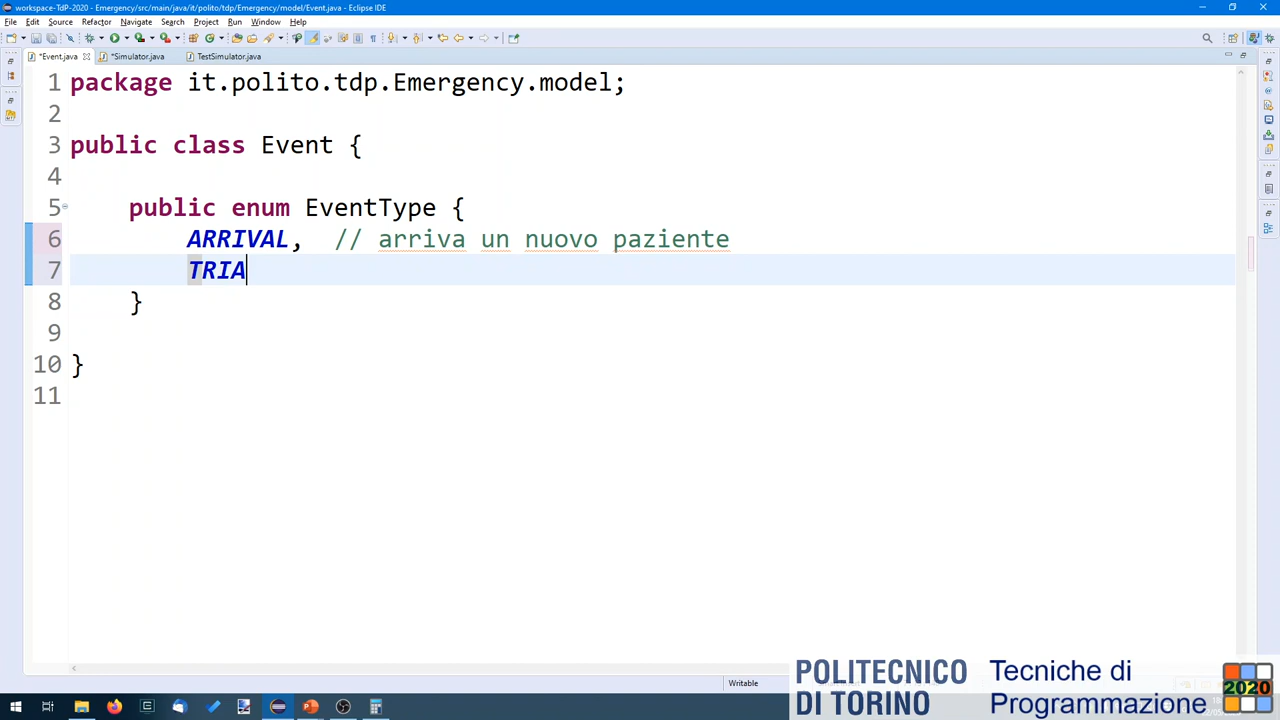 workspace-TdP-2020 - Emergency/src/main/java/it/polito/tdp/Emergency/model/Event.java - Eclipse IDE
File Edit Source Refactor Navigate Search Project Run Window Help
*Event.java *Simulator.java TestSimulator.java
1 package it.polito.tdp.Emergency.model;
2
3 public class Event {
4
5 public enum EventType {
6 ARRIVAL, // arriva un nuovo paziente
7 TRIA
8 }
9
10 }
11
Writable
POLITECNICO
DI TORINO
Tecniche di
Programmazione
2020